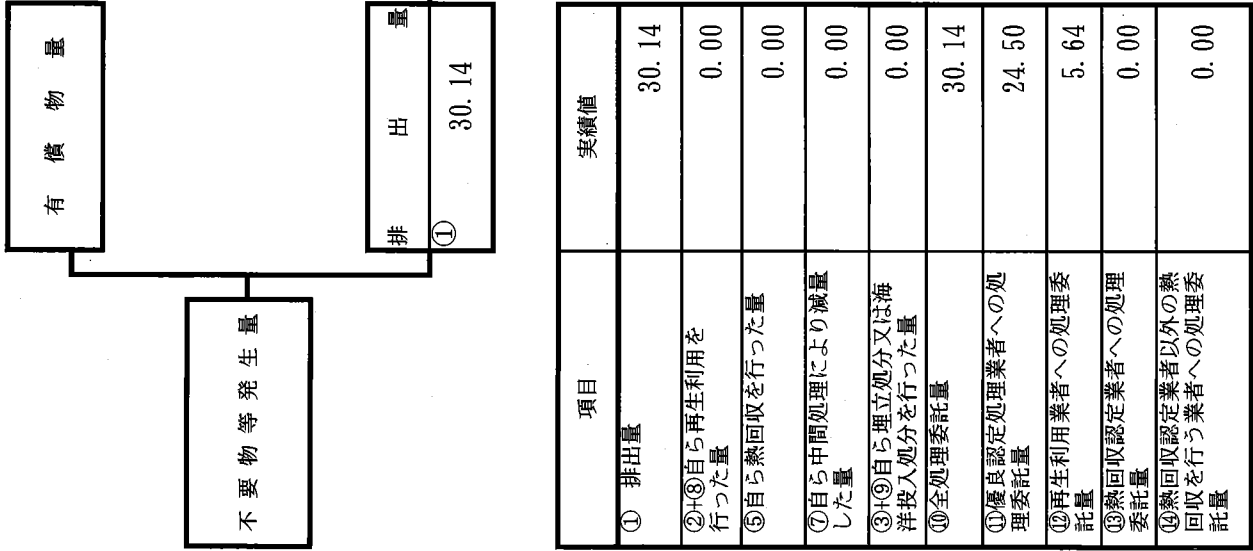 有償物量
不要物等発生量
排出量
① 30.14
項目 実績値
① 排出量 30.14
②+⑧自ら再生利用を
行った量 0.00
⑤自ら熱回収を行った量 0.00
⑦自ら中間処理により減量
した量 0.00
③+⑨自ら埋立処分又は海
洋投入処分を行った量 0.00
⑩全処理委託量 30.14
⑪優良認定処理業者への処
理委託量 24.50
⑫再生利用業者への処理委
託量 5.64
⑬熱回収認定業者への処理
委託量 0.00
⑭熱回収認定業者以外の熱
回収を行う業者への処理委
託量 0.00